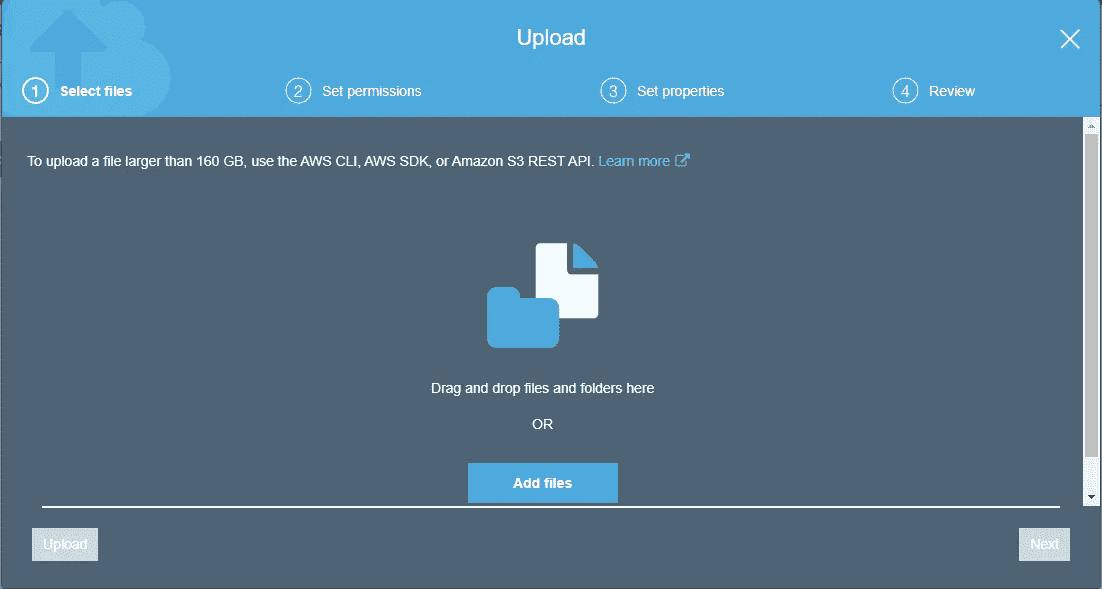 Upload
1 Select files
2 Set permissions
3 Set properties
4 Review
To upload a file larger than 160 GB, use the AWS CLI, AWS SDK, or Amazon S3 REST API. Learn more
Drag and drop files and folders here
OR
Add files
Upload
Next